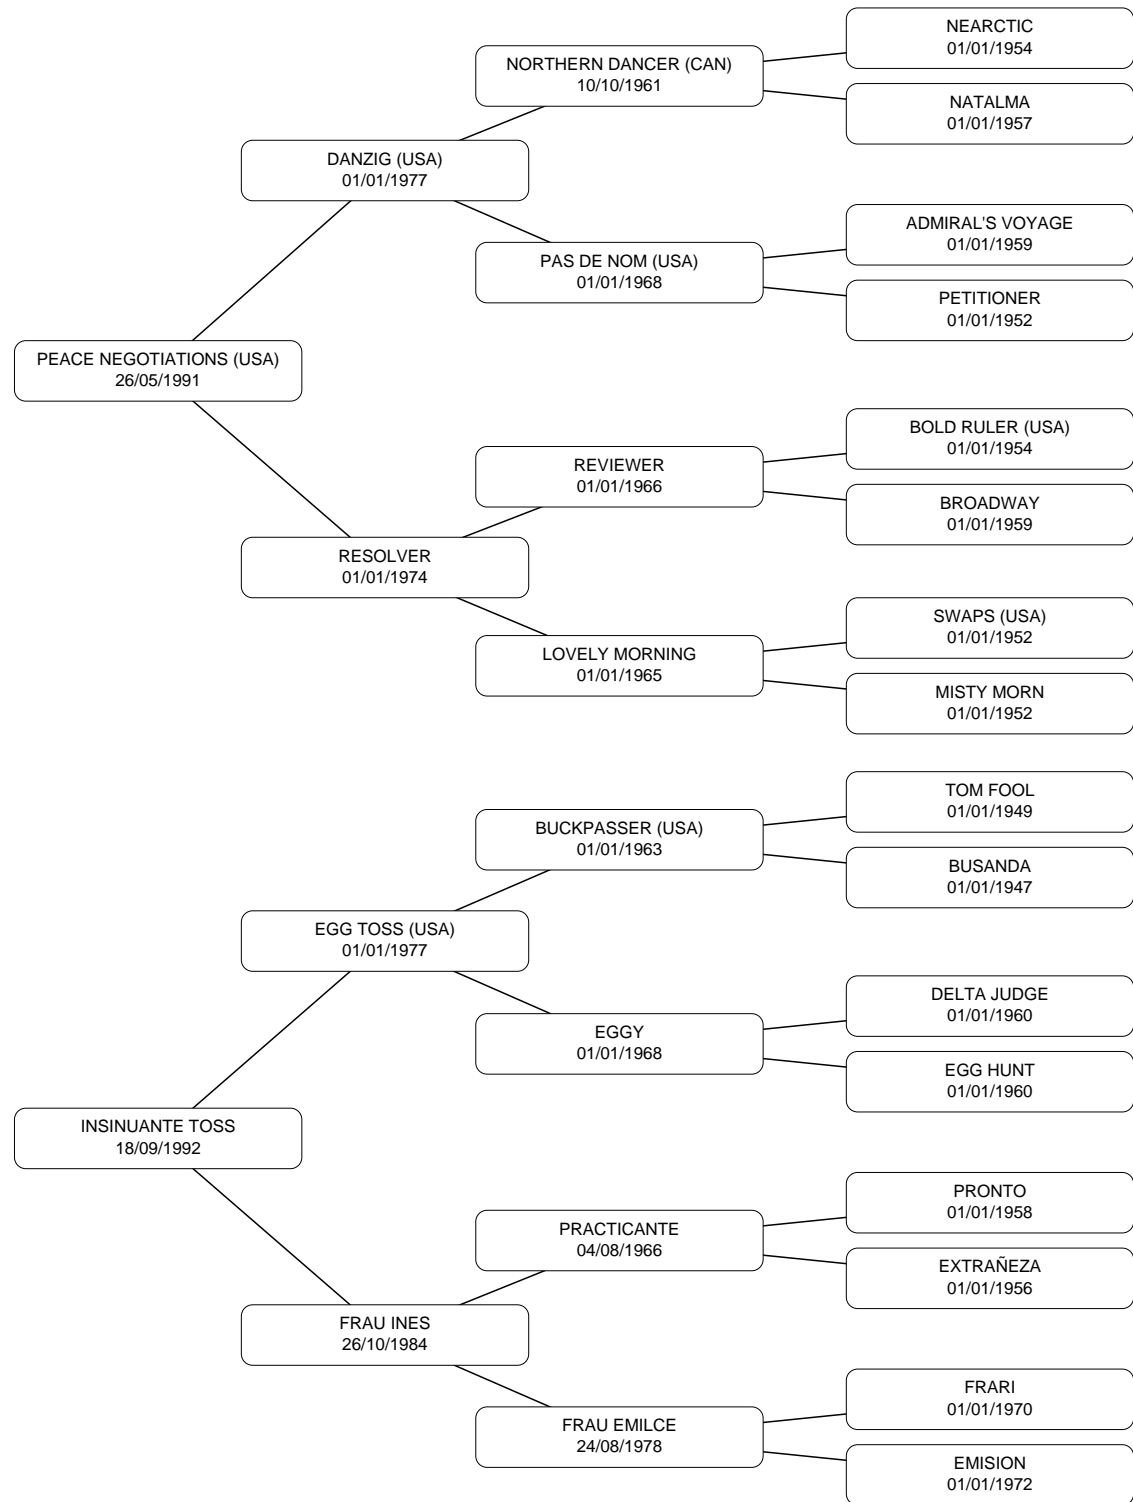 NEARCTIC
01/01/1954
NORTHERN DANCER (CAN)
10/10/1961
NATALMA
01/01/1957
DANZIG (USA)
01/01/1977
ADMIRAL'S VOYAGE
01/01/1959
PAS DE NOM (USA)
01/01/1968
PETITIONER
01/01/1952
PEACE NEGOTIATIONS (USA)
26/05/1991
BOLD RULER (USA)
01/01/1954
REVIEWER
01/01/1966
BROADWAY
01/01/1959
RESOLVER
01/01/1974
SWAPS (USA)
01/01/1952
LOVELY MORNING
01/01/1965
MISTY MORN
01/01/1952
TOM FOOL
01/01/1949
BUCKPASSER (USA)
01/01/1963
BUSANDA
01/01/1947
EGG TOSS (USA)
01/01/1977
DELTA JUDGE
01/01/1960
EGGY
01/01/1968
EGG HUNT
01/01/1960
INSINUANTE TOSS
18/09/1992
PRONTO
01/01/1958
PRACTICANTE
04/08/1966
EXTRAÑEZA
01/01/1956
FRAU INES
26/10/1984
FRARI
01/01/1970
FRAU EMILCE
24/08/1978
EMISION
01/01/1972